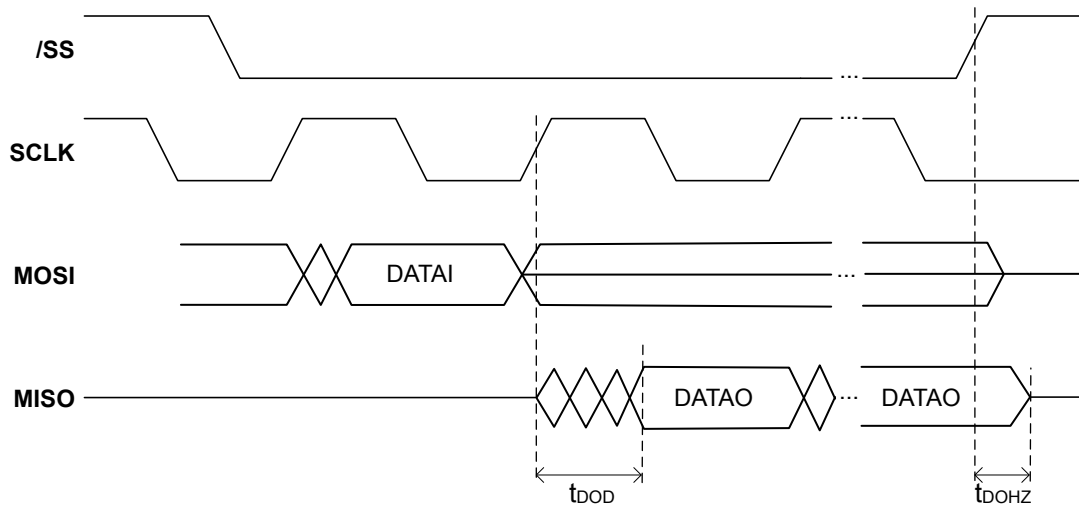 /SS
...
SCLK
...
MOSI
DATAI
...
MISO
DATAO
...
DATAO
tDOD
tDOHZ